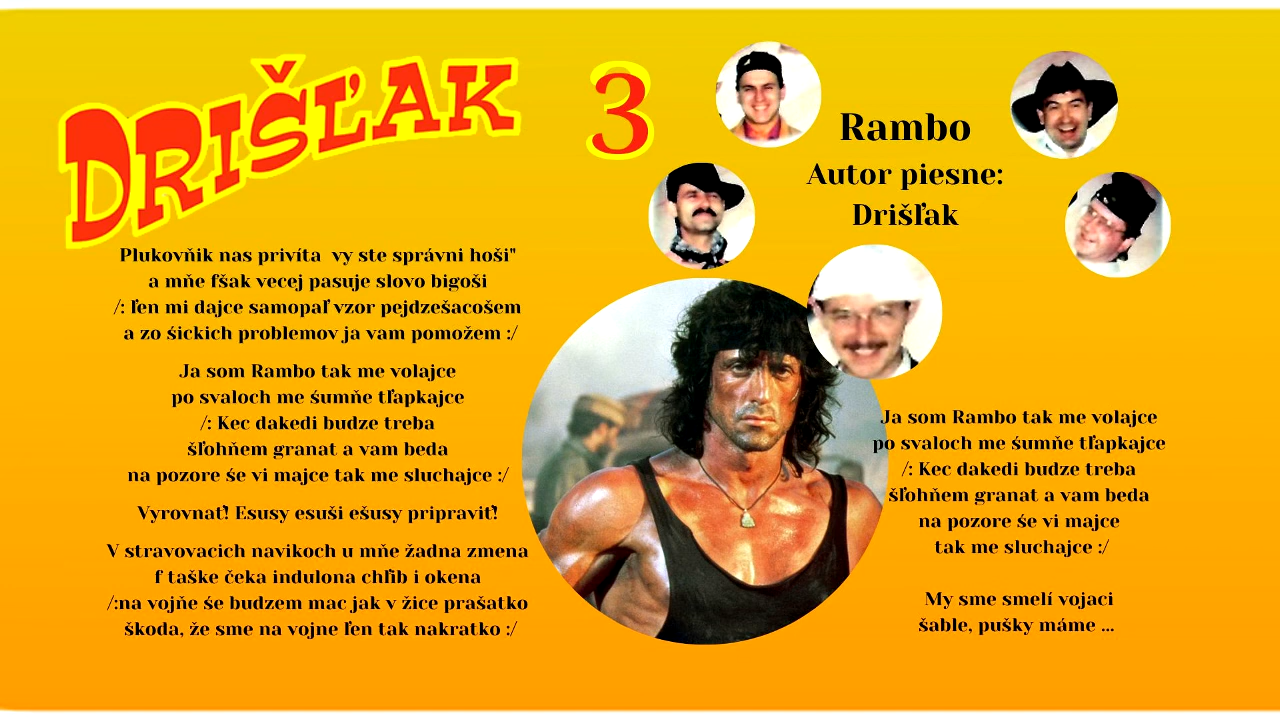 DRIŠĽAK
3
Rambo
Autor piesne:
Drišľak
Plukovňik nas privíta  vy ste správni hoši"
a mňe fšak vecej pasuje slovo bigoši
/: ľen mi dajce samopaľ vzor pejdzešacošem
a zo śickich problemov ja vam pomožem :/
Ja som Rambo tak me volajce
po svaloch me śumňe tľapkajce
/: Kec dakedi budze treba
šľohňem granat a vam beda
na pozore śe vi majce tak me sluchajce :/
Vyrovnať! Esusy esuši ešusy pripraviť!
V stravovacich navikoch u mňe žadna zmena
f taške čeka indulona chľib i okena
/:na vojňe śe budzem mac jak v žice prašatko
škoda, že sme na vojne ľen tak nakratko :/
Ja som Rambo tak me volajce
po svaloch me śumňe tľapkajce
/: Kec dakedi budze treba
šľohňem granat a vam beda
na pozore śe vi majce
tak me sluchajce :/
My sme smelí vojaci
šable, pušky máme ...